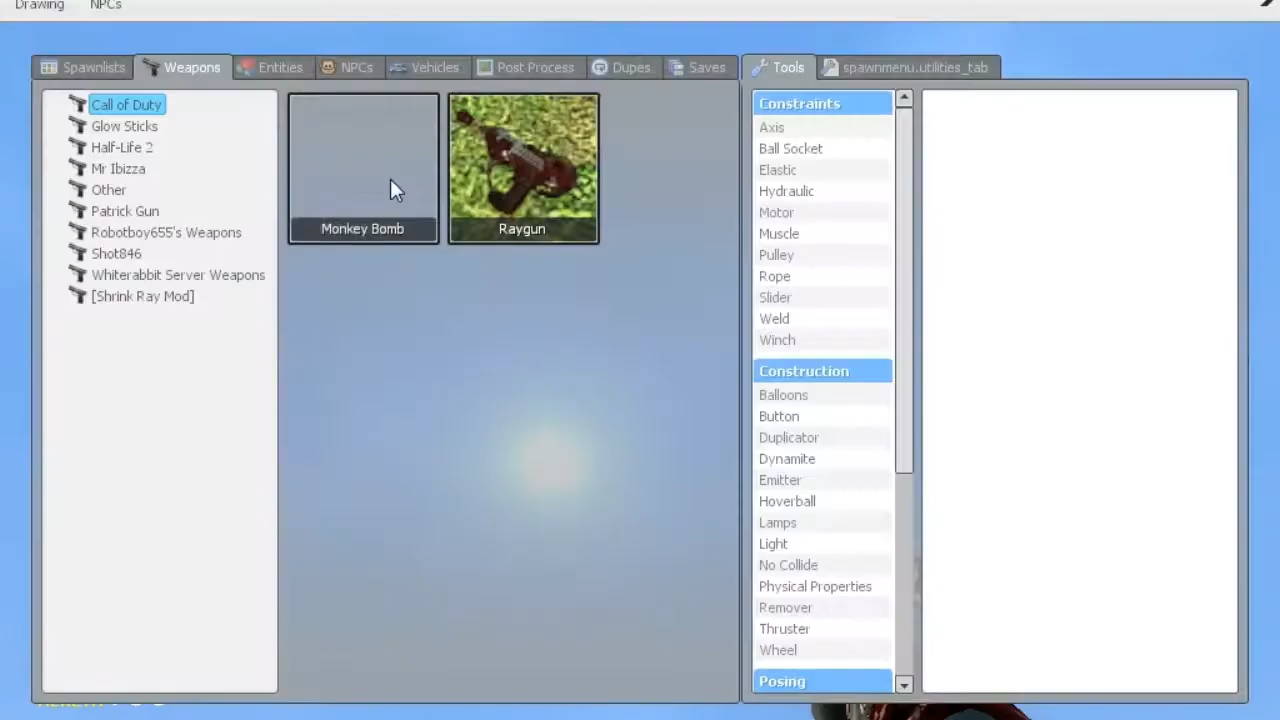 Drawing NPCs
Spawnlists Weapons Entities NPCs Vehicles Post Process Dupes Saves Tools spawnmenu.utilities_tab
Call of Duty
Glow Sticks
Half-Life 2
Mr Ibizza
Other
Patrick Gun
Robotboy655's Weapons
Shot846
Whiterabbit Server Weapons
[Shrink Ray Mod]
Monkey Bomb
Raygun
Constraints
Axis
Ball Socket
Elastic
Hydraulic
Motor
Muscle
Pulley
Rope
Slider
Weld
Winch
Construction
Balloons
Button
Duplicator
Dynamite
Emitter
Hoverball
Lamps
Light
No Collide
Physical Properties
Remover
Thruster
Wheel
Posing